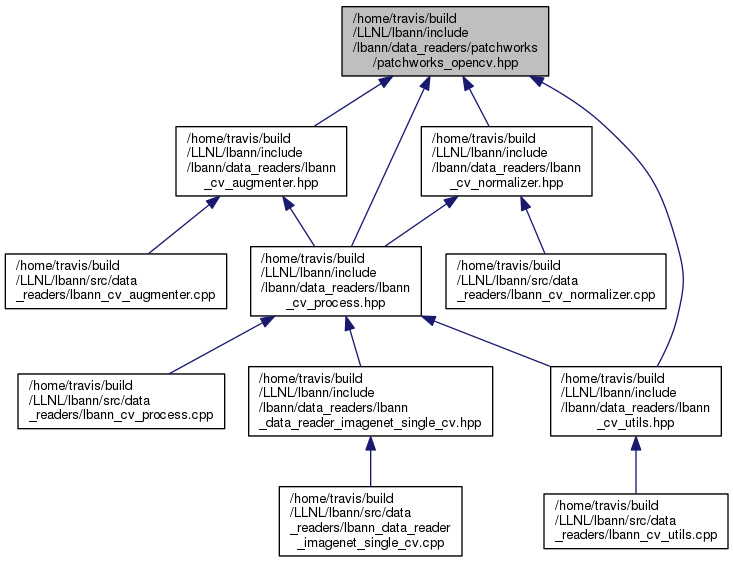 /home/travis/build
/LLNL/lbann/include
/lbann/data_readers/patchworks
/patchworks_opencv.hpp
/home/travis/build
/LLNL/lbann/include
/lbann/data_readers/lbann
_cv_augmenter.hpp
/home/travis/build
/LLNL/lbann/include
/lbann/data_readers/lbann
_cv_normalizer.hpp
/home/travis/build
/LLNL/lbann/src/data
_readers/lbann_cv_augmenter.cpp
/home/travis/build
/LLNL/lbann/include
/lbann/data_readers/lbann
_cv_process.hpp
/home/travis/build
/LLNL/lbann/src/data
_readers/lbann_cv_normalizer.cpp
/home/travis/build
/LLNL/lbann/src/data
_readers/lbann_cv_process.cpp
/home/travis/build
/LLNL/lbann/include
/lbann/data_readers/lbann
_data_reader_imagenet_single_cv.hpp
/home/travis/build
/LLNL/lbann/include
/lbann/data_readers/lbann
_cv_utils.hpp
/home/travis/build
/LLNL/lbann/src/data
_readers/lbann_data_reader
_imagenet_single_cv.cpp
/home/travis/build
/LLNL/lbann/src/data
_readers/lbann_cv_utils.cpp